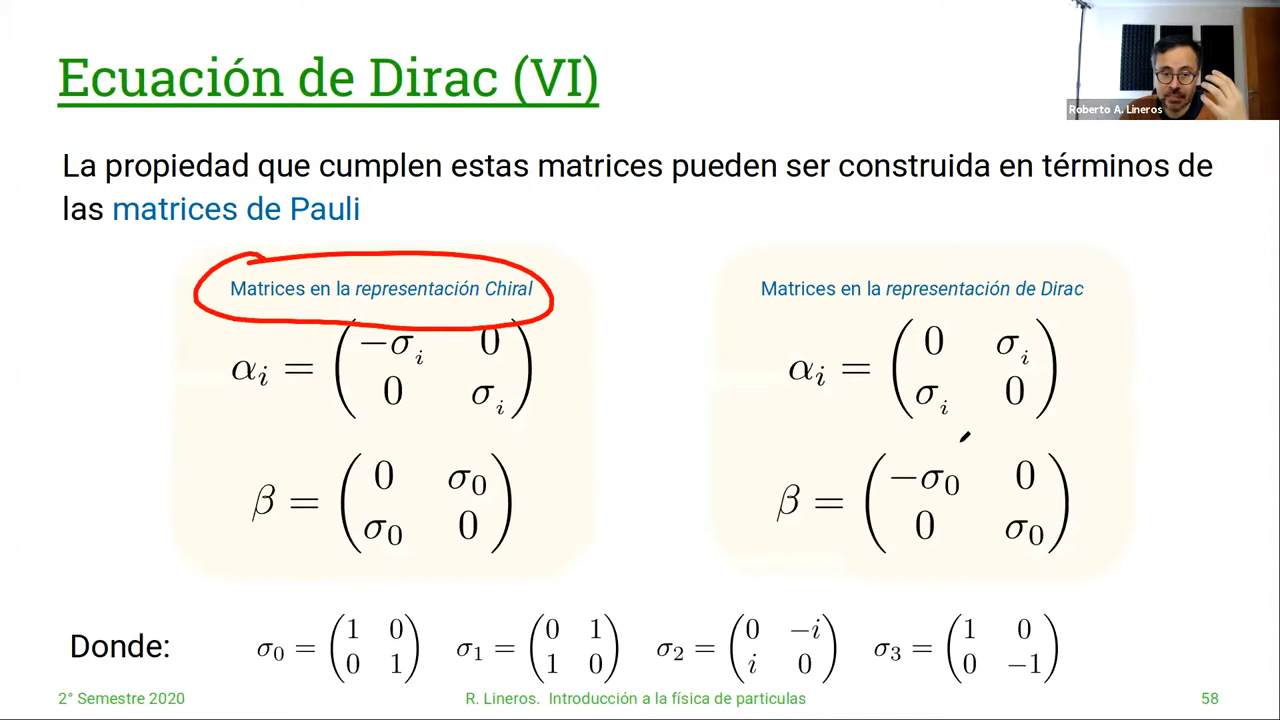 Ecuación de Dirac (VI)
Roberto A. Lineros
La propiedad que cumplen estas matrices pueden ser construida en términos de
las matrices de Pauli
Matrices en la representación Chiral
α_i = ( −σ_i 0 ; 0 σ_i )
β = ( 0 σ_0 ; σ_0 0 )
Matrices en la representación de Dirac
α_i = ( 0 σ_i ; σ_i 0 )
β = ( −σ_0 0 ; 0 σ_0 )
Donde: σ_0 = ( 1 0 ; 0 1 ) σ_1 = ( 0 1 ; 1 0 ) σ_2 = ( 0 −i ; i 0 ) σ_3 = ( 1 0 ; 0 −1 )
2° Semestre 2020 R. Lineros. Introducción a la física de particulas 58